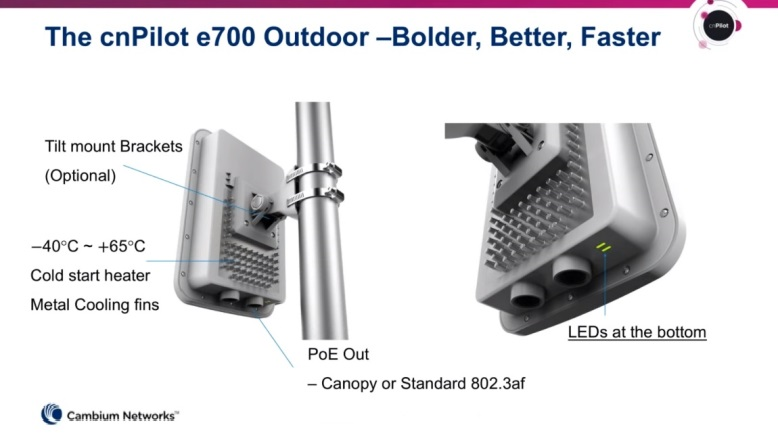 The cnPilot e700 Outdoor –Bolder, Better, Faster
cnPilot
Tilt mount Brackets
(Optional)
–40°C ~ +65°C
Cold start heater
Metal Cooling fins
LEDs at the bottom
PoE Out
– Canopy or Standard 802.3af
Cambium Networks™